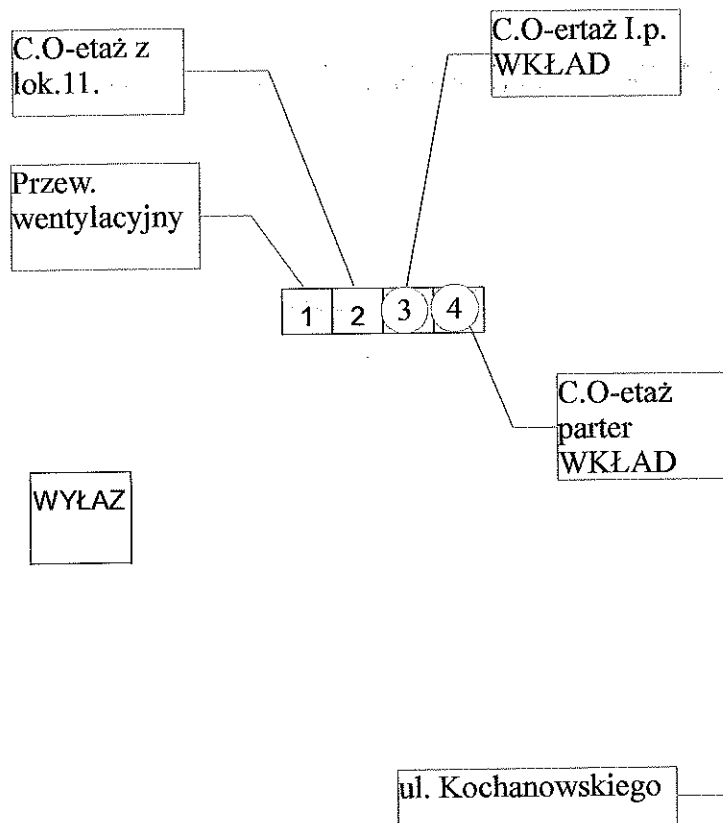 C.O-etaż z
lok.11.
C.O-ertaż I.p.
WKŁAD
Przew.
wentylacyjny
1 2 3 4
C.O-etaż
parter
WKŁAD
WYŁAZ
ul. Kochanowskiego